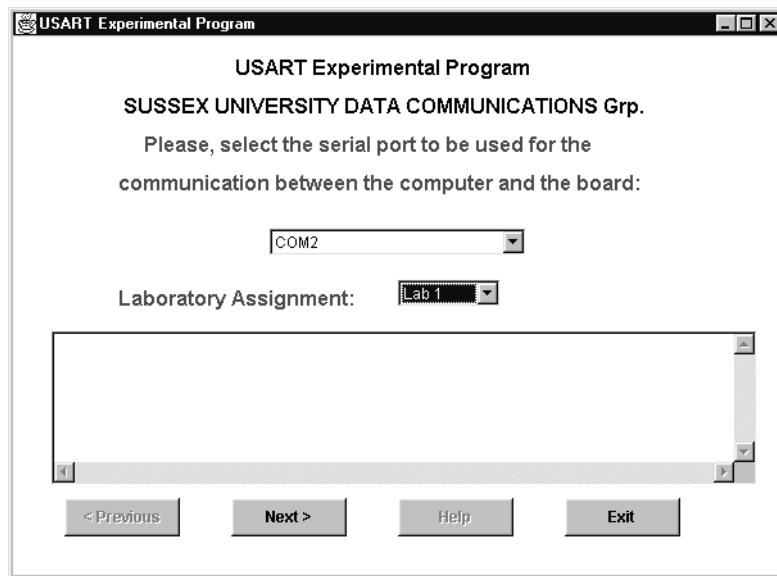 USART Experimental Program
USART Experimental Program
SUSSEX UNIVERSITY DATA COMMUNICATIONS Grp.
Please, select the serial port to be used for the
communication between the computer and the board:
COM2
Laboratory Assignment: Lab 1
< Previous Next > Help Exit